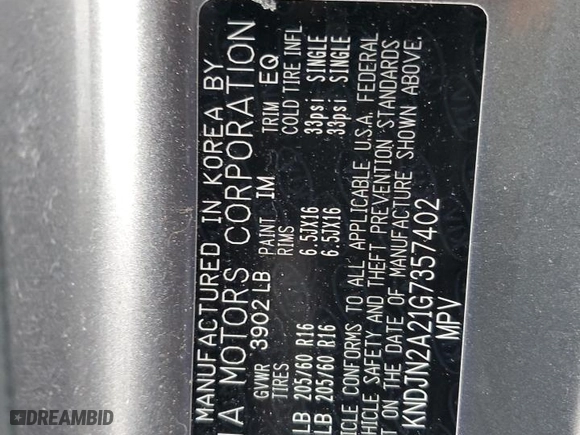 MANUFACTURED IN KOREA BY
IA MOTORS CORPORATION
GVWR PAINT TRIM
3902 LB IM EQ
TIRES RIMS COLD TIRE INFL
LB 205/60 R16 6.5JX16 33psi SINGLE
LB 205/60 R16 6.5JX16 33psi SINGLE
HICLE CONFORMS TO ALL APPLICABLE U.S.A. FEDERAL
EHICLE SAFETY AND THEFT PREVENTION STANDARDS
T ON THE DATE OF MANUFACTURE SHOWN ABOVE.
KNDJN2A21G7357402
MPV
DREAMBID